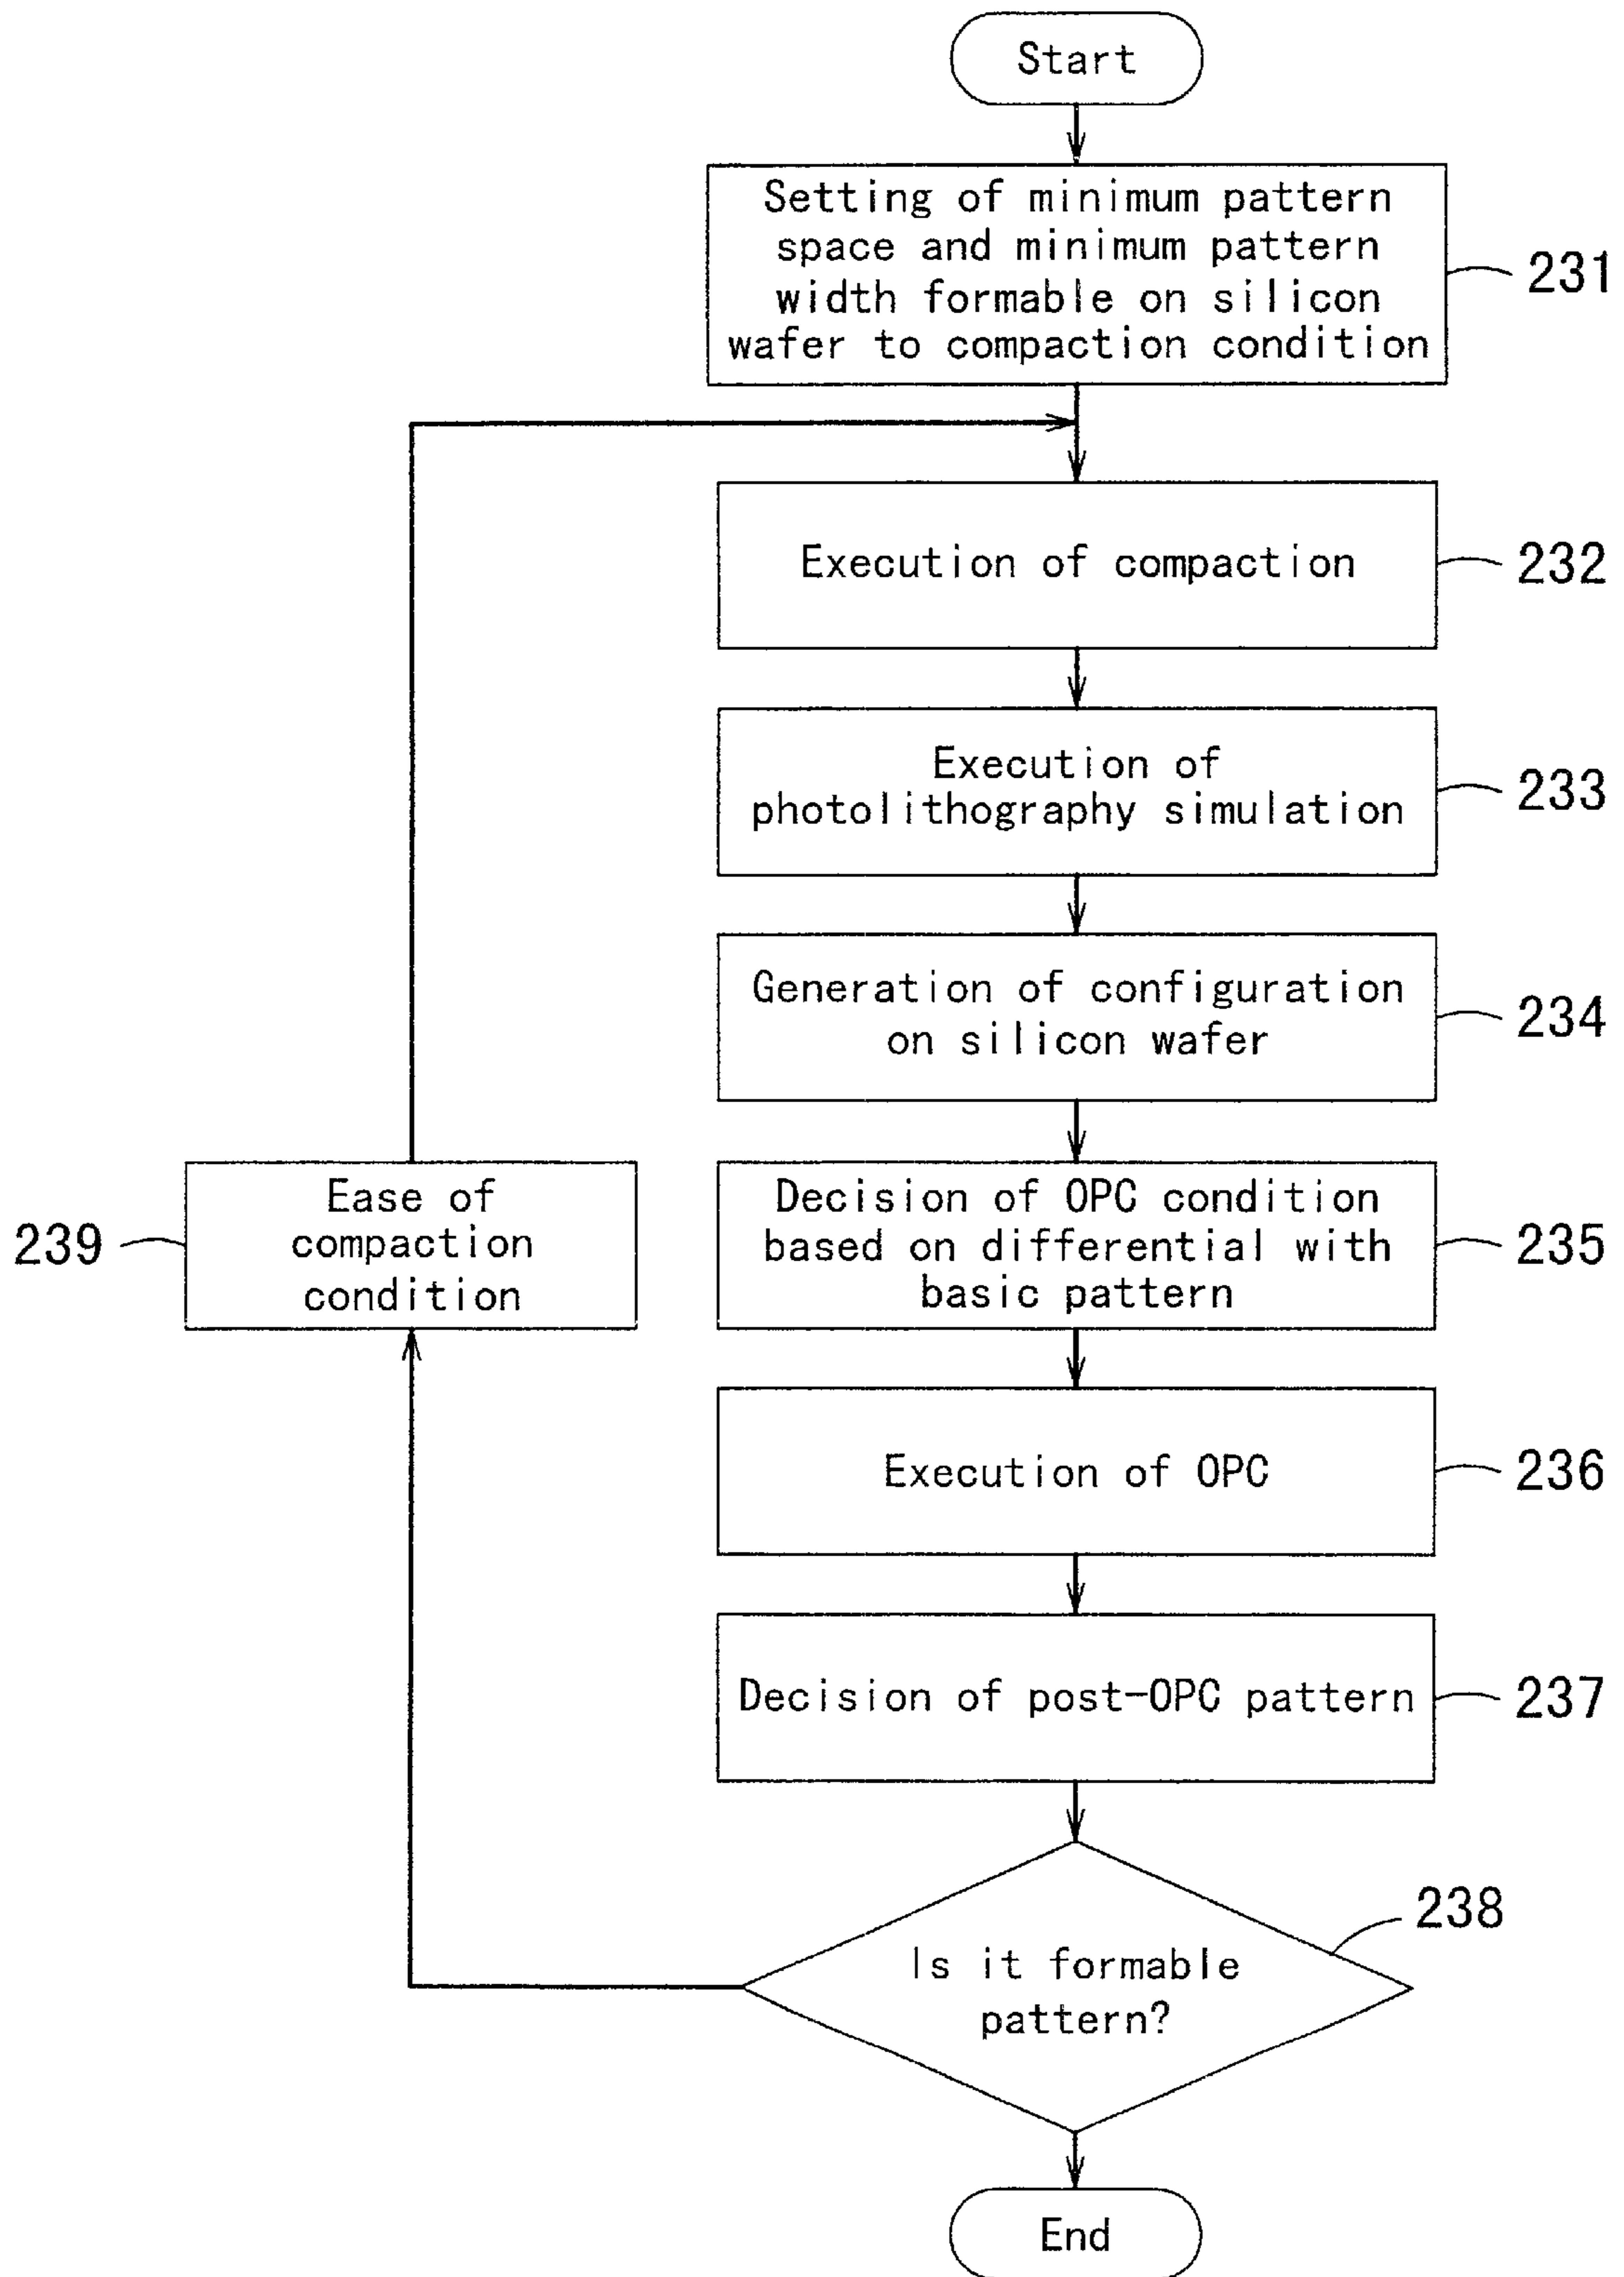 Start
Setting of minimum pattern
space and minimum pattern
width formable on silicon
wafer to compaction condition
231
Execution of compaction
232
Execution of
photolithography simulation
233
Generation of configuration
on silicon wafer
234
Decision of OPC condition
based on differential with
basic pattern
235
Ease of
compaction
condition
239
Execution of OPC
236
Decision of post-OPC pattern
237
Is it formable
pattern?
238
End